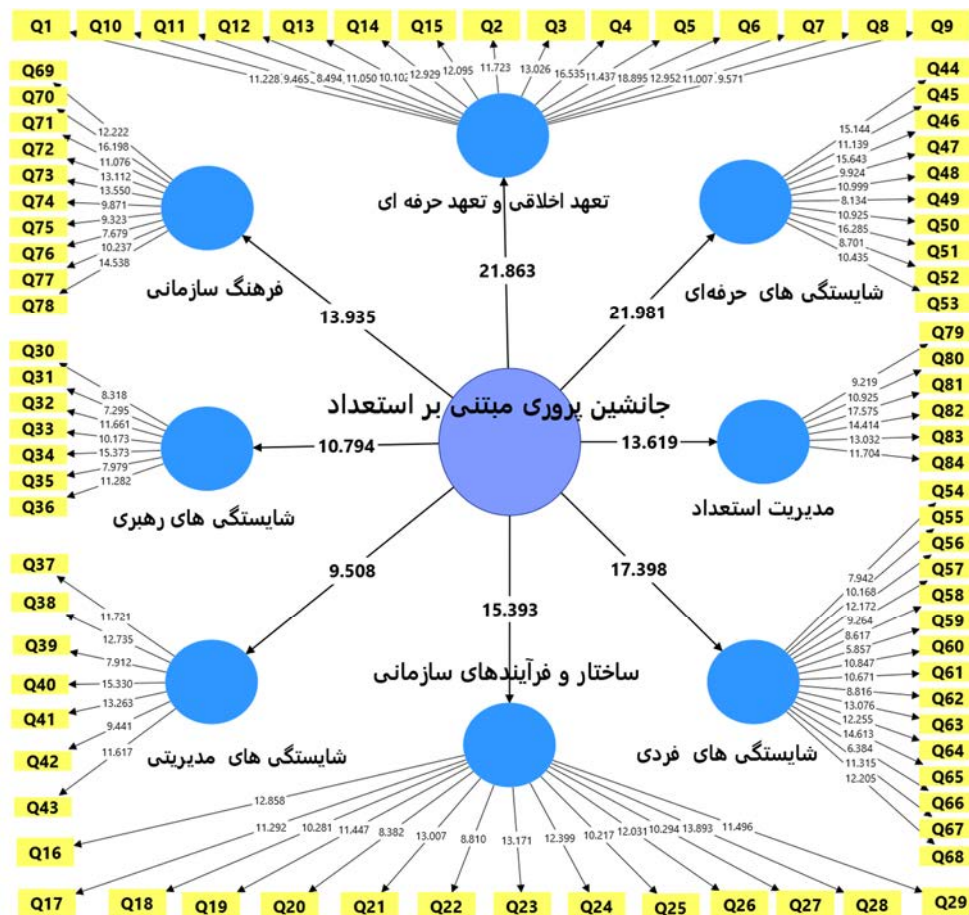 Q1 Q10 Q11 Q12 Q13 Q14 Q15 Q2 Q3 Q4 Q5 Q6 Q7 Q8 Q9
11.228 9.465 8.494 11.050 10.102 12.929 12.095 11.723 13.026 16.535 11.437 18.895 12.952 11.007 9.571
تعهد اخلاقی و تعهد حرفه ای
21.863
Q69
Q70
Q71
Q72
Q73
Q74
Q75
Q76
Q77
Q78
12.222
16.198
11.076
13.112
13.550
9.871
9.323
7.679
10.237
14.538
فرهنگ سازمانی
13.935
Q44
Q45
Q46
Q47
Q48
Q49
Q50
Q51
Q52
Q53
15.144
11.139
15.643
9.924
10.999
8.134
10.925
16.285
8.701
10.435
شایستگی های حرفه‌ای
21.981
Q30
Q31
Q32
Q33
Q34
Q35
Q36
8.318
7.295
11.661
10.173
15.373
7.979
11.282
شایستگی های رهبری
10.794
جانشین پروری مبتنی بر استعداد
13.619
Q79
Q80
Q81
Q82
Q83
Q84
9.219
10.925
17.575
14.414
13.032
11.704
مدیریت استعداد
Q37
Q38
Q39
Q40
Q41
Q42
Q43
11.721
12.735
7.912
15.330
13.263
9.441
11.617
شایستگی های مدیریتی
9.508
15.393
ساختار و فرآیندهای سازمانی
17.398
Q54
Q55
Q56
Q57
Q58
Q59
Q60
Q61
Q62
Q63
Q64
Q65
Q66
Q67
Q68
7.942
10.168
12.172
9.264
8.617
5.857
10.847
10.671
8.816
13.076
12.255
14.613
6.384
11.315
12.205
شایستگی های فردی
12.858 11.292 10.281 11.447 8.382 13.007 8.810 13.171 12.399 10.217 12.031 10.294 13.893 11.496
Q16
Q17 Q18 Q19 Q20 Q21 Q22 Q23 Q24 Q25 Q26 Q27 Q28 Q29